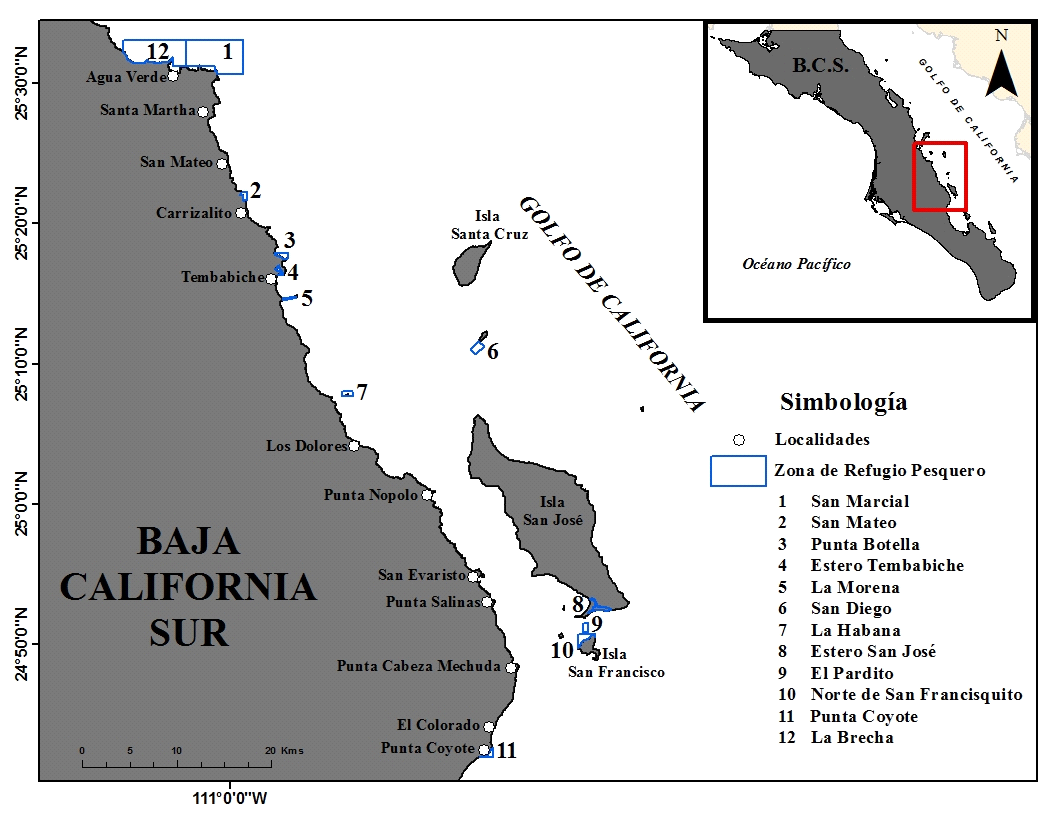 12
1
Agua Verde
Santa Martha
San Mateo
2
Carrizalito
3
4
Tembabiche
5
Isla
Santa Cruz
GOLFO DE CALIFORNIA
6
7
Los Dolores
Punta Nopolo
Isla
San José
BAJA
CALIFORNIA
SUR
San Evaristo
Punta Salinas
8
9
10
Isla
San Francisco
Punta Cabeza Mechuda
El Colorado
Punta Coyote
11
0 5 10 20 Kms
25°30'0"N
25°20'0"N
25°10'0"N
25°0'0"N
24°50'0"N
111°0'0"W
B.C.S.
N
GOLFO DE CALIFORNIA
Océano Pacífico
Simbología
Localidades
Zona de Refugio Pesquero
1 San Marcial
2 San Mateo
3 Punta Botella
4 Estero Tembabiche
5 La Morena
6 San Diego
7 La Habana
8 Estero San José
9 El Pardito
10 Norte de San Francisquito
11 Punta Coyote
12 La Brecha